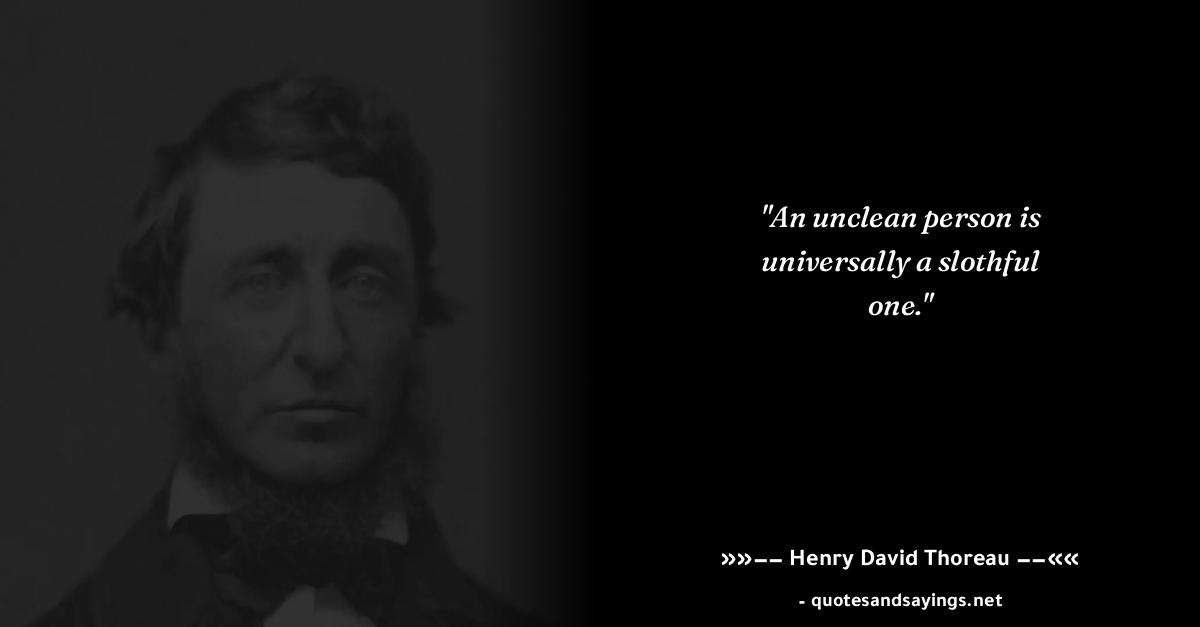 "An unclean person is
universally a slothful
one."
»»−− Henry David Thoreau −−««
- quotesandsayings.net